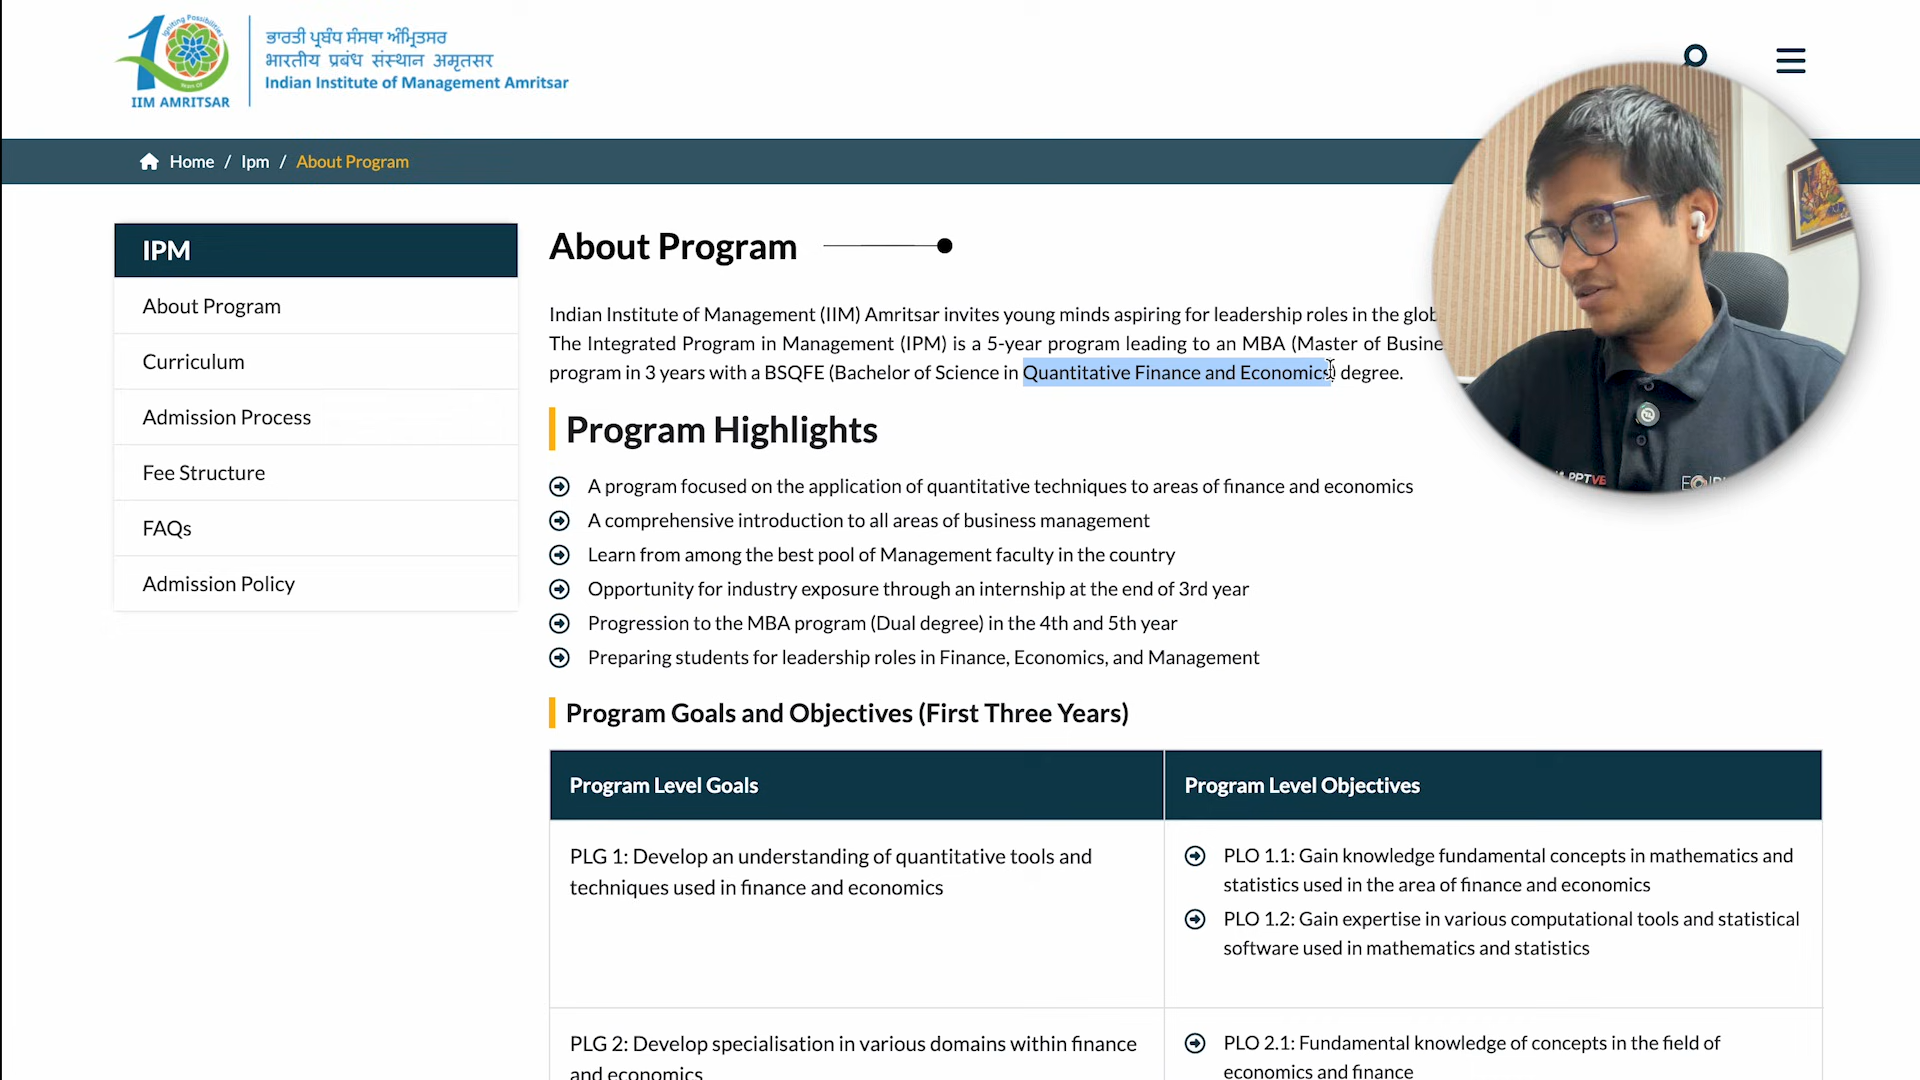 Igniting Possibilities
Years Of
IIM AMRITSAR
ਭਾਰਤੀ ਪ੍ਰਬੰਧ ਸੰਸਥਾ ਅੰਮ੍ਰਿਤਸਰ
भारतीय प्रबंध संस्थान अमृतसर
Indian Institute of Management Amritsar
Home / Ipm / About Program
IPM
About Program
Curriculum
Admission Process
Fee Structure
FAQs
Admission Policy
About Program
Indian Institute of Management (IIM) Amritsar invites young minds aspiring for leadership roles in the
The Integrated Program in Management (IPM) is a 5-year program leading to an MBA (Master of
program in 3 years with a BSQFE (Bachelor of Science in Quantitative Finance and Economics) degree.
Program Highlights
A program focused on the application of quantitative techniques to areas of finance and economics
A comprehensive introduction to all areas of business management
Learn from among the best pool of Management faculty in the country
Opportunity for industry exposure through an internship at the end of 3rd year
Progression to the MBA program (Dual degree) in the 4th and 5th year
Preparing students for leadership roles in Finance, Economics, and Management
Program Goals and Objectives (First Three Years)
Program Level Goals
Program Level Objectives
PLG 1: Develop an understanding of quantitative tools and
techniques used in finance and economics
PLO 1.1: Gain knowledge fundamental concepts in mathematics and
statistics used in the area of finance and economics
PLO 1.2: Gain expertise in various computational tools and statistical
software used in mathematics and statistics
PLG 2: Develop specialisation in various domains within finance
and economics
PLO 2.1: Fundamental knowledge of concepts in the field of
economics and finance